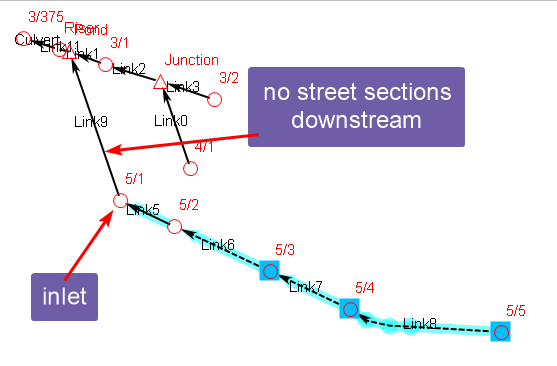 3/375
Riser
Pond
Culvert
Link11
Link1
3/1
Link2
Junction
Link3
3/2
no street sections
downstream
Link9
Link0
4/1
5/1
Link5
5/2
Link6
5/3
inlet
Link7
5/4
Link8
5/5